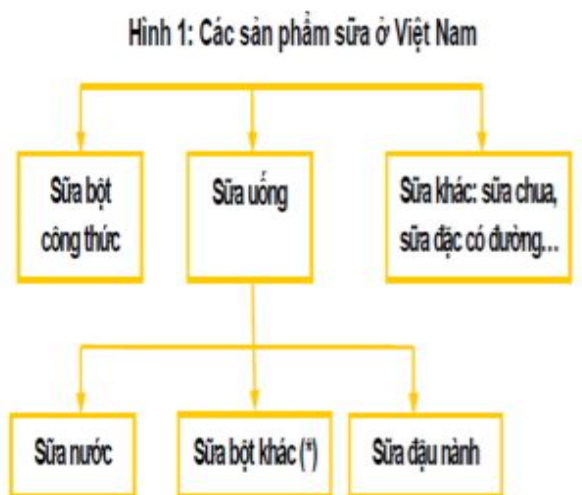 Hình 1: Các sản phẩm sữa ở Việt Nam
Sữa bột
công thức
Sữa uống
Sữa khác: sữa chua,
sữa đặc có đường...
Sữa nước
Sữa bột khác (*)
Sữa đậu nành